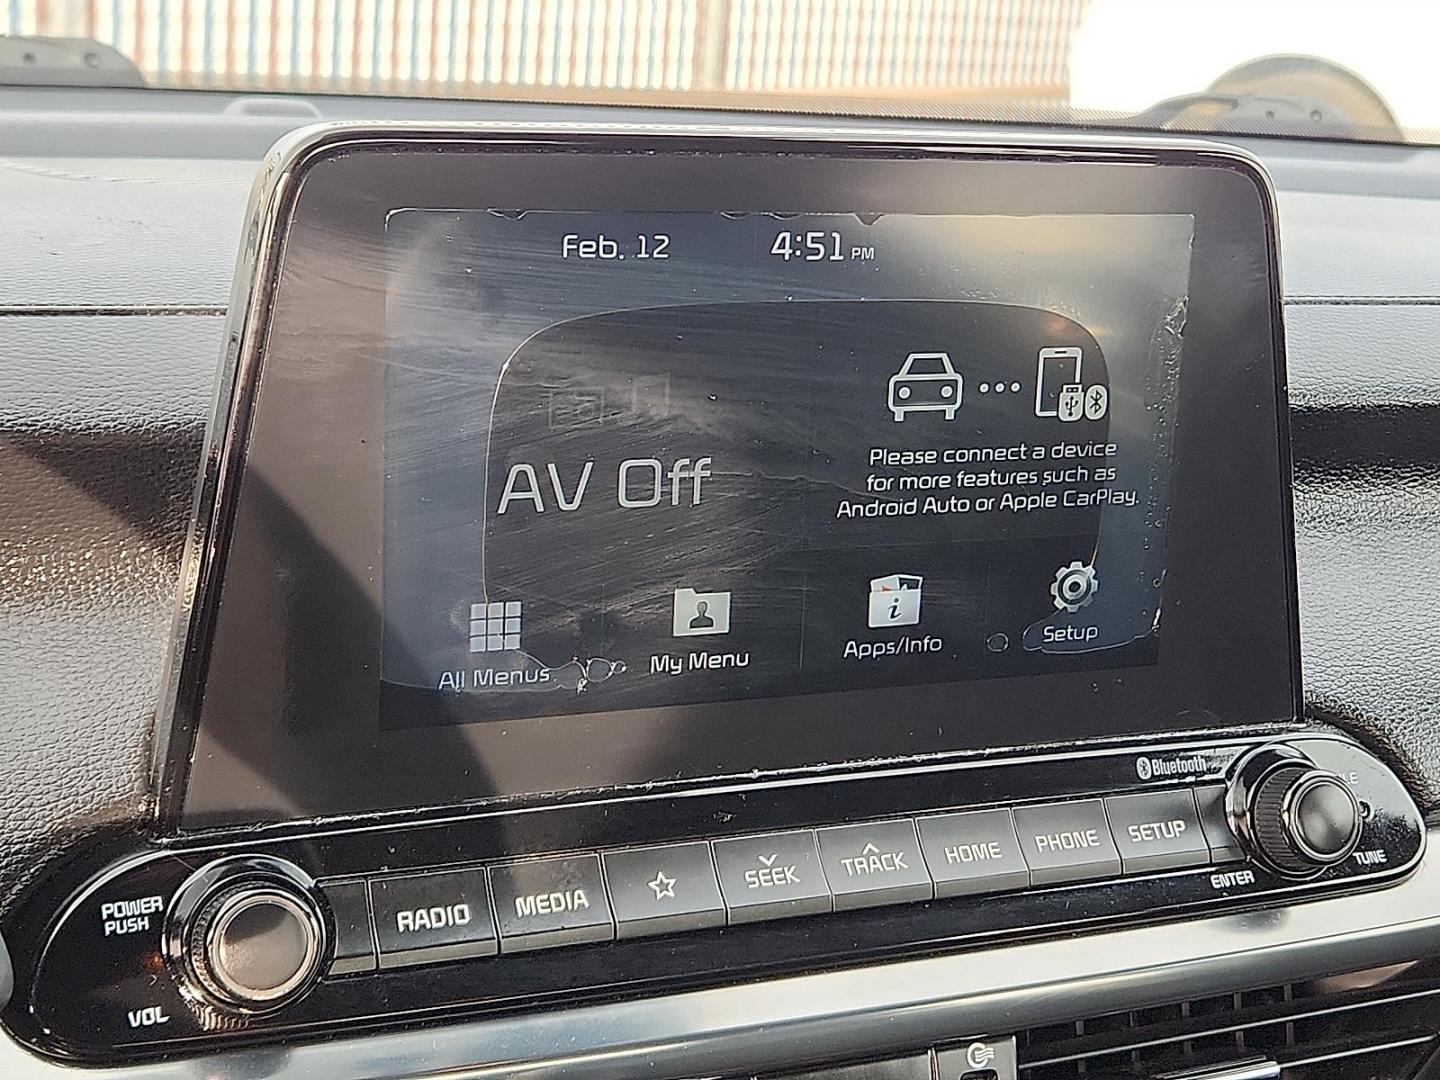 Feb. 12 4:51 PM
AV Off
Please connect a device
for more features such as
Android Auto or Apple CarPlay.
All Menus My Menu Apps/Info Setup
Bluetooth
POWER
PUSH
VOL
RADIO MEDIA SEEK TRACK HOME PHONE SETUP
ENTER
TUNE